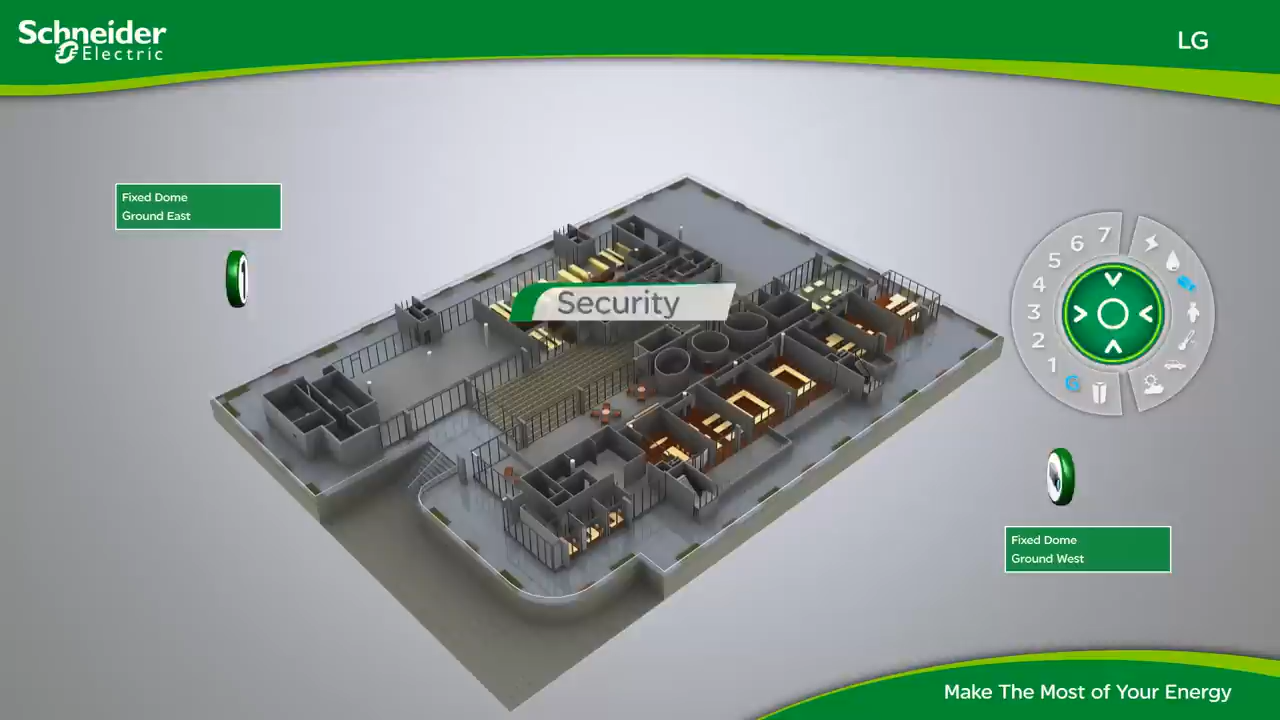 Schneider
Electric
LG
Fixed Dome
Ground East
Security
7
6
5
4
3
2
1
G
Fixed Dome
Ground West
Make The Most of Your Energy